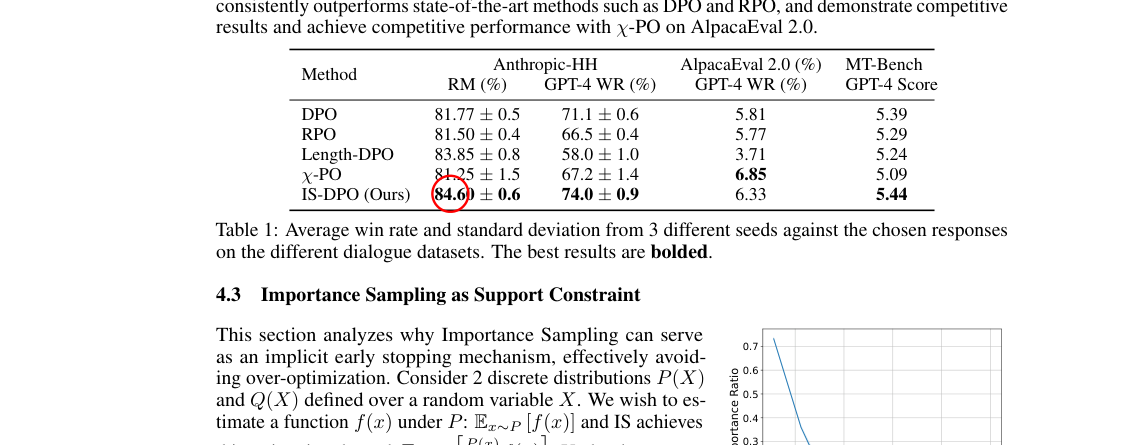 consistently outperforms state-of-the-art methods such as DPO and RPO, and demonstrate competitive
results and achieve competitive performance with χ-PO on AlpacaEval 2.0.
Method Anthropic-HH AlpacaEval 2.0 (%) MT-Bench
RM (%) GPT-4 WR (%) GPT-4 WR (%) GPT-4 Score
DPO 81.77 ± 0.5 71.1 ± 0.6 5.81 5.39
RPO 81.50 ± 0.4 66.5 ± 0.4 5.77 5.29
Length-DPO 83.85 ± 0.8 58.0 ± 1.0 3.71 5.24
χ-PO 81.25 ± 1.5 67.2 ± 1.4 6.85 5.09
IS-DPO (Ours) 84.60 ± 0.6 74.0 ± 0.9 6.33 5.44
Table 1: Average win rate and standard deviation from 3 different seeds against the chosen responses
on the different dialogue datasets. The best results are bolded.
4.3 Importance Sampling as Support Constraint
This section analyzes why Importance Sampling can serve
as an implicit early stopping mechanism, effectively avoid-
ing over-optimization. Consider 2 discrete distributions P(X)
and Q(X) defined over a random variable X. We wish to es-
timate a function f(x) under P: 𝔼x∼P [f(x)] and IS achieves
0.7
0.6
0.5
0.4
0.3
portance Ratio